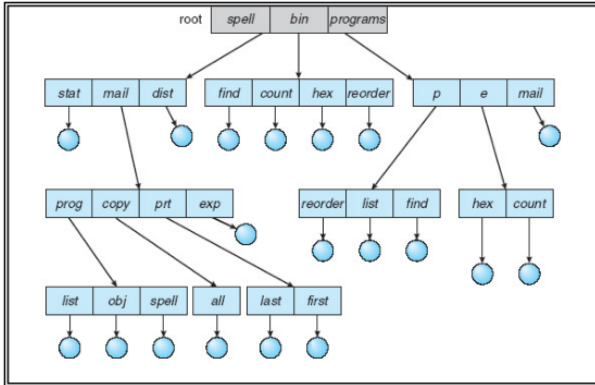 root spell bin programs
stat mail dist find count hex reorder p e mail
prog copy prt exp reorder list find hex count
list obj spell all last first